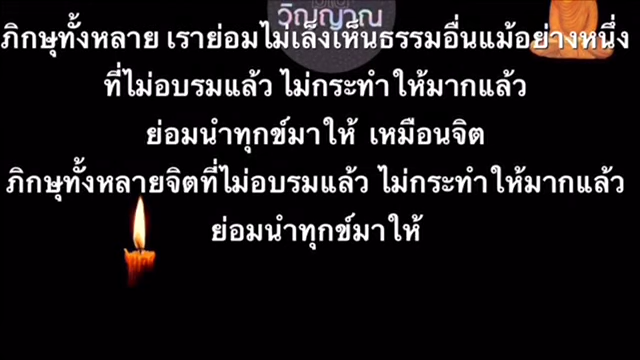 วิญญาณ
ภิกษุทั้งหลาย เราย่อมไม่เล็งเห็นธรรมอื่นแม้อย่างหนึ่ง
ที่ไม่อบรมแล้ว ไม่กระทำให้มากแล้ว
ย่อมนำทุกข์มาให้ เหมือนจิต
ภิกษุทั้งหลายจิตที่ไม่อบรมแล้ว ไม่กระทำให้มากแล้ว
ย่อมนำทุกข์มาให้